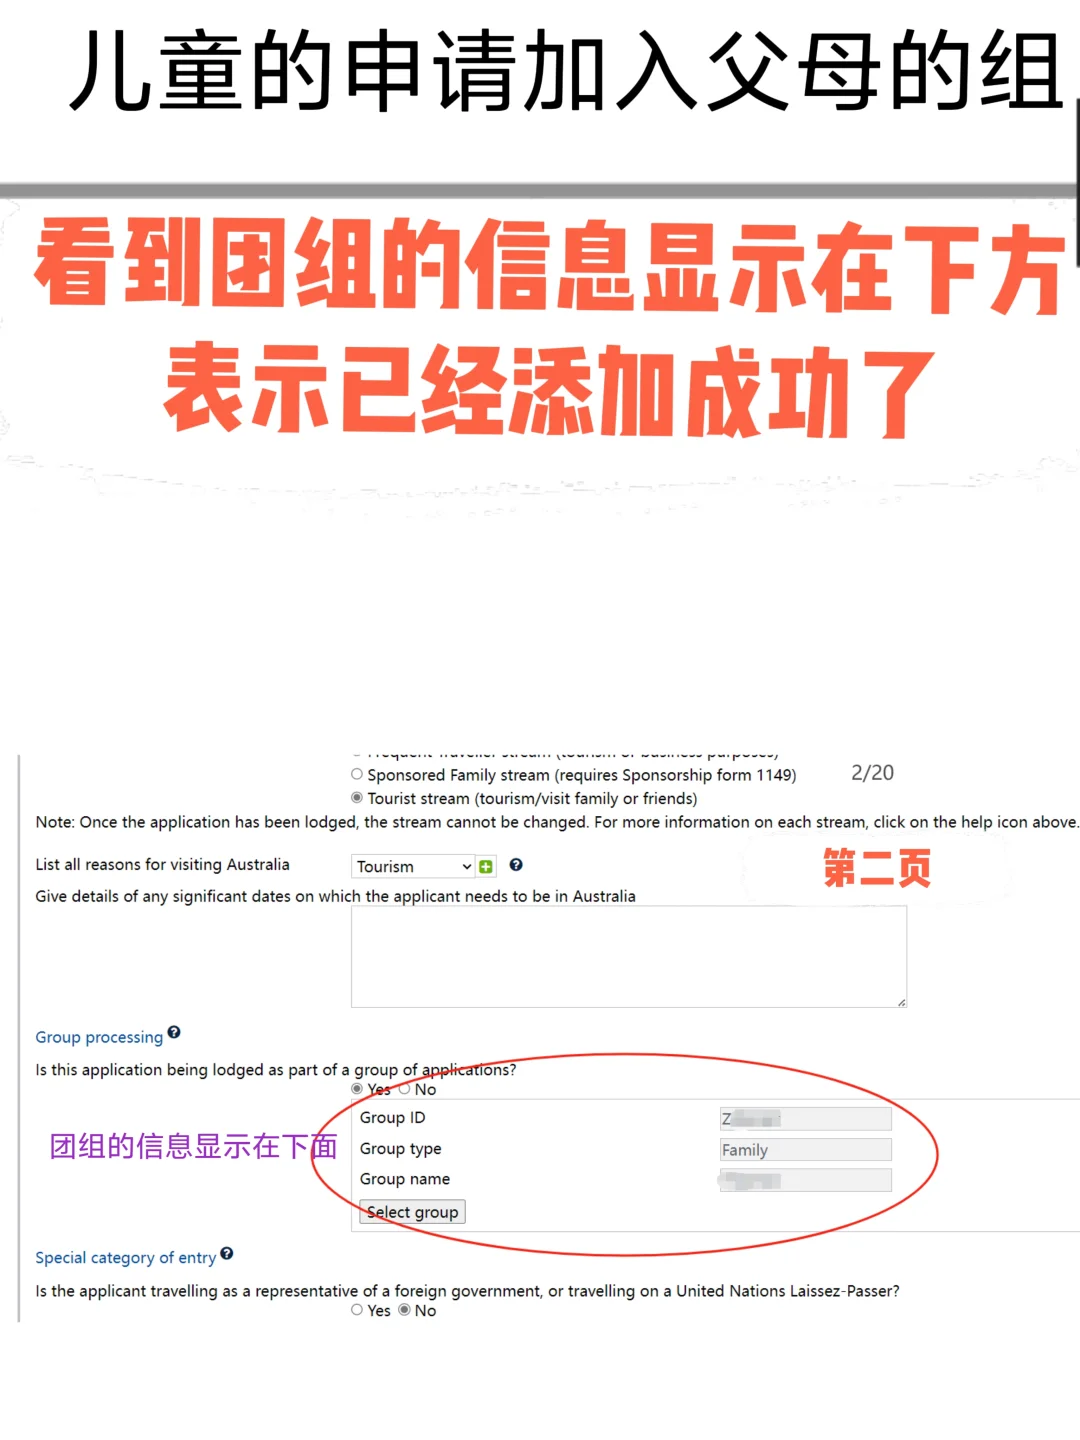 儿童的申请加入父母的组
看到团组的信息显示在下方
表示已经添加成功了
Frequent Traveller stream (tourism or business purposes)
Sponsored Family stream (requires Sponsorship form 1149)
2/20
Tourist stream (tourism/visit family or friends)
Note: Once the application has been lodged, the stream cannot be changed. For more information on each stream, click on the help icon above.
List all reasons for visiting Australia
Tourism
第二页
Give details of any significant dates on which the applicant needs to be in Australia
Group processing
Is this application being lodged as part of a group of applications?
Yes No
Group ID
Z
团组的信息显示在下面
Group type
Family
Group name
Select group
Special category of entry
Is the applicant travelling as a representative of a foreign government, or travelling on a United Nations Laissez-Passer?
Yes No